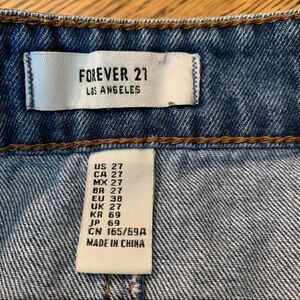 FOREVER 21
LOS ANGELES
US 27
CA 27
MX 27
BR 27
EU 38
UK 27
KR 69
JP 69
CN 165/69A
MADE IN CHINA